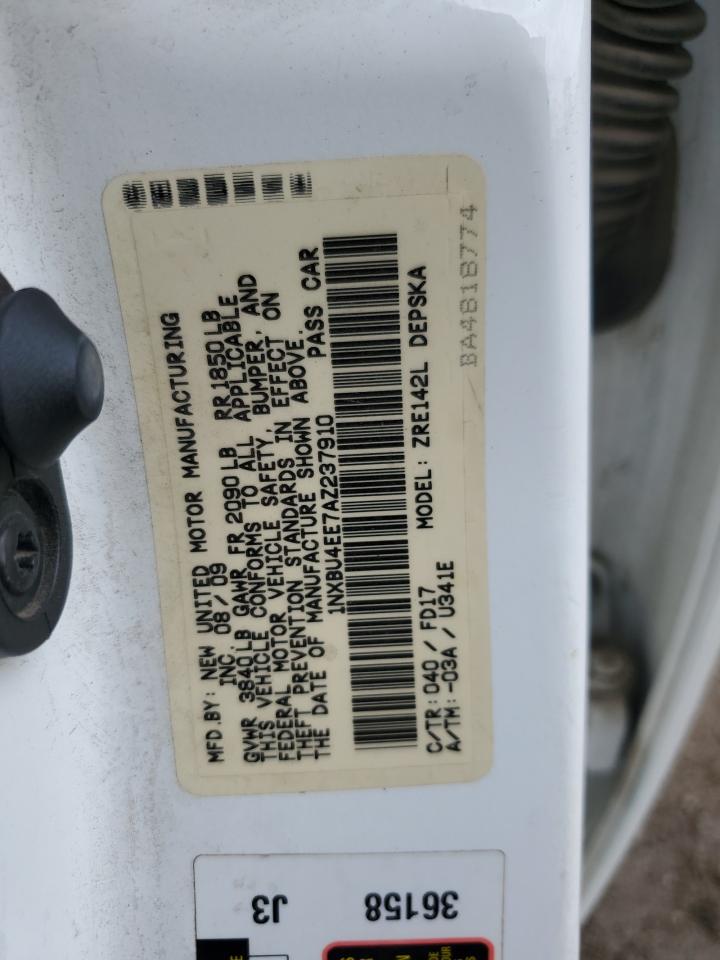 MFD.BY: NEW UNITED MOTOR MANUFACTURING
INC. 08/09
GVWR 3840LB GAWR FR 2090LB RR1850LB
THIS VEHICLE CONFORMS TO ALL APPLICABLE
FEDERAL MOTOR VEHICLE SAFETY, BUMPER, AND
THEFT PREVENTION STANDARDS IN EFFECT ON
THE DATE OF MANUFACTURE SHOWN ABOVE.
1NXBU4EE7AZ237910 PASS CAR
C/TR: 040 / FD17 MODEL: ZRE142L DEPSKA
A/TM: -03A / U341E
BA4818774
36158
J3